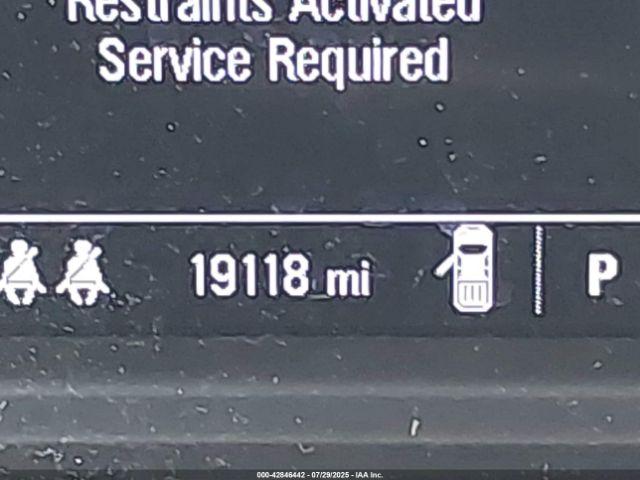 Restraints Activated
Service Required
19118 mi
P
000-42846442 - 07/29/2025 - IAA Inc.